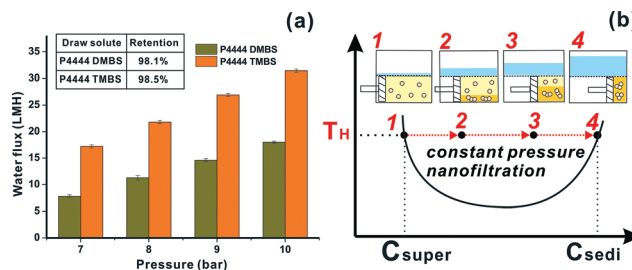 (a)
Draw solute Retention
P4444 DMBS 98.1%
P4444 TMBS 98.5%
P4444 DMBS
P4444 TMBS
Water flux (LMH)
35
30
25
20
15
10
5
0
7 8 9 10
Pressure (bar)
(b)
1 2 3 4
TH
1 2 3 4
constant pressure
nanofiltration
Csuper Csedi